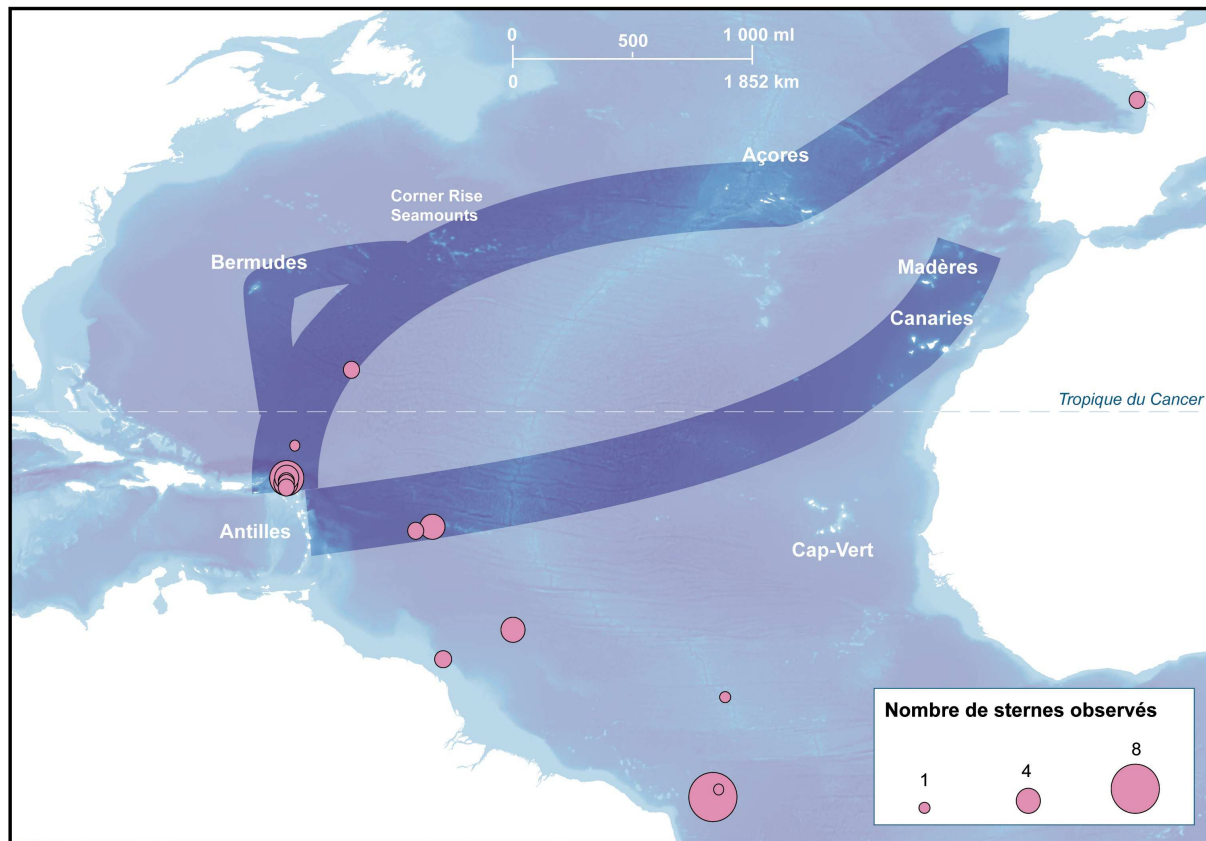 0 500 1 000 ml
0 1 852 km
Açores
Corner Rise
Seamounts
Bermudes
Madères
Canaries
Tropique du Cancer
Antilles
Cap-Vert
Nombre de sternes observés
1 4 8